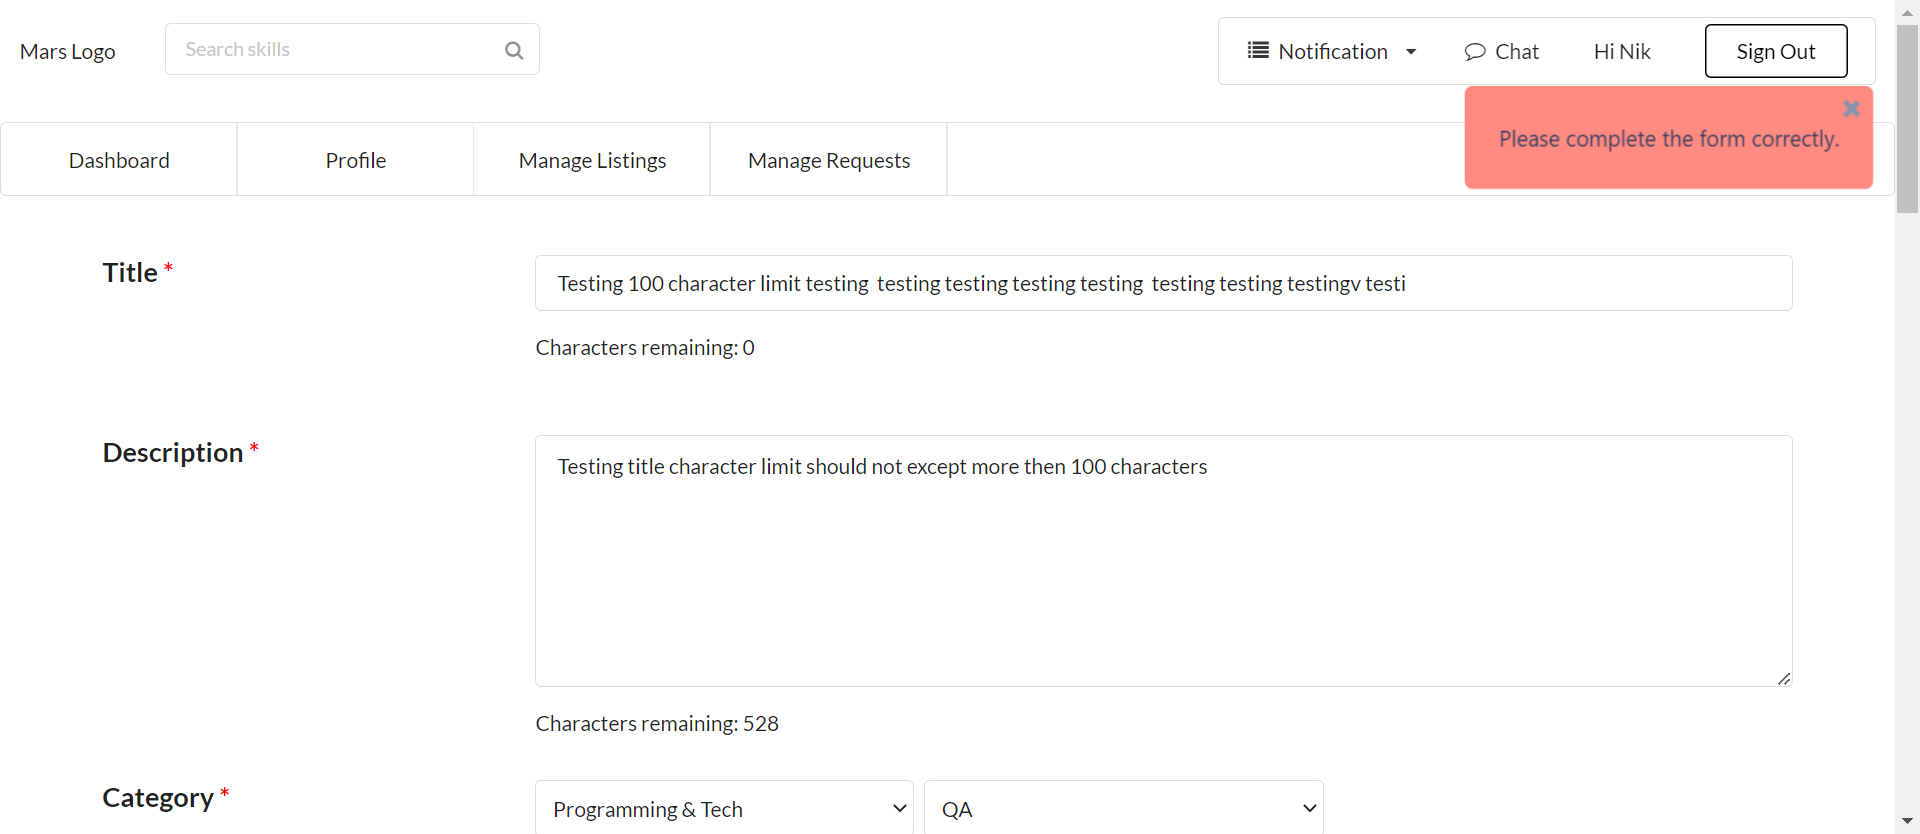 Mars Logo
Search skills
Notification
Chat
Hi Nik
Sign Out
Please complete the form correctly.
Dashboard
Profile
Manage Listings
Manage Requests
Title *
Testing 100 character limit testing  testing testing testing testing  testing testing testingv testi
Characters remaining: 0
Description *
Testing title character limit should not except more then 100 characters
Characters remaining: 528
Category *
Programming & Tech
QA